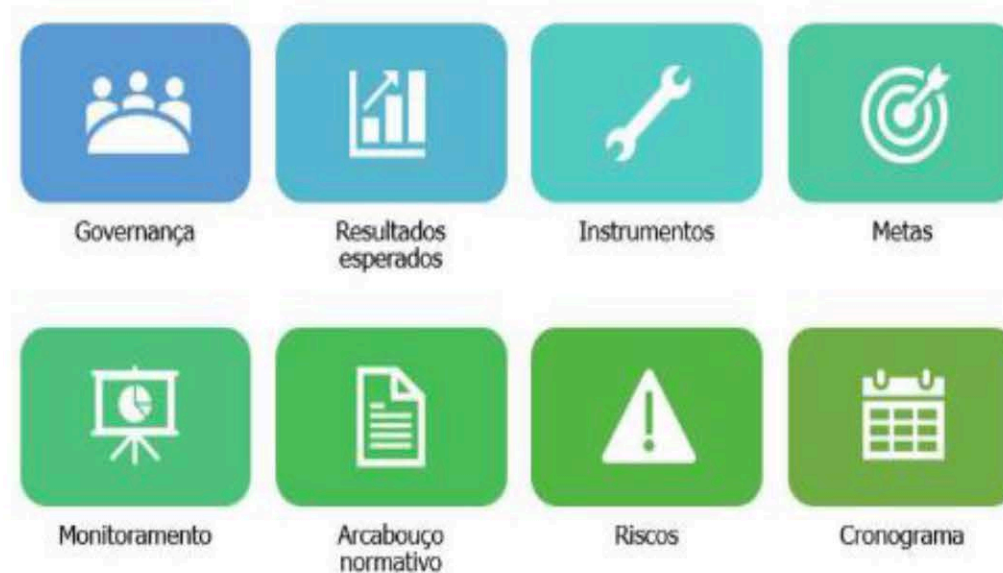 Governança
Resultados
esperados
Instrumentos
Metas
Monitoramento
Arcabouço
normativo
Riscos
Cronograma